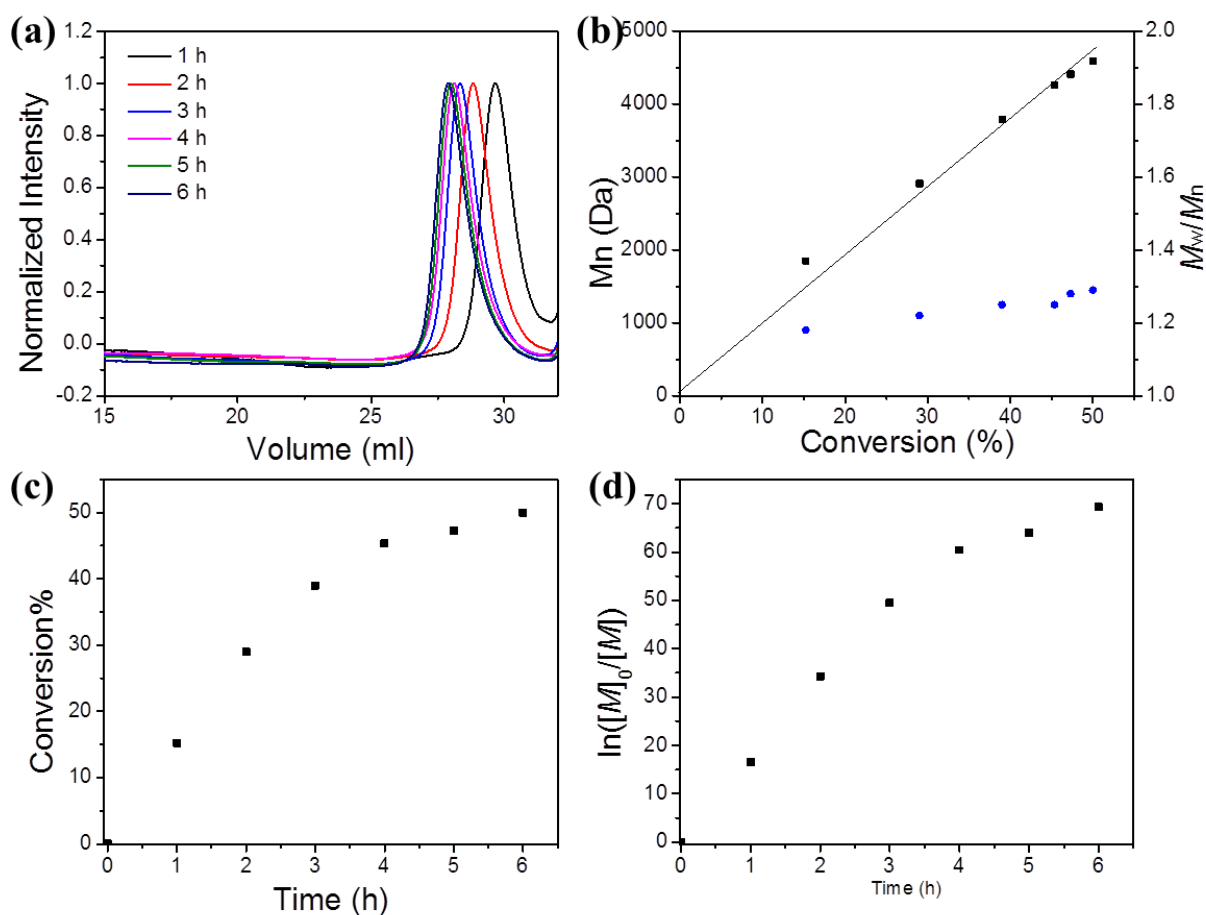 (a)
1.2
1.0
0.8
0.6
0.4
0.2
0.0
-0.2
Normalized Intensity
1 h
2 h
3 h
4 h
5 h
6 h
15 20 25 30
Volume (ml)
(b)
5000
4000
3000
2000
1000
0
Mn (Da)
2.0
1.8
1.6
1.4
1.2
1.0
Mw/Mn
0 10 20 30 40 50
Conversion (%)
(c)
50
40
30
20
10
0
Conversion%
0 1 2 3 4 5 6
Time (h)
(d)
70
60
50
40
30
20
10
0
ln([M]0/[M])
0 1 2 3 4 5 6
Time (h)